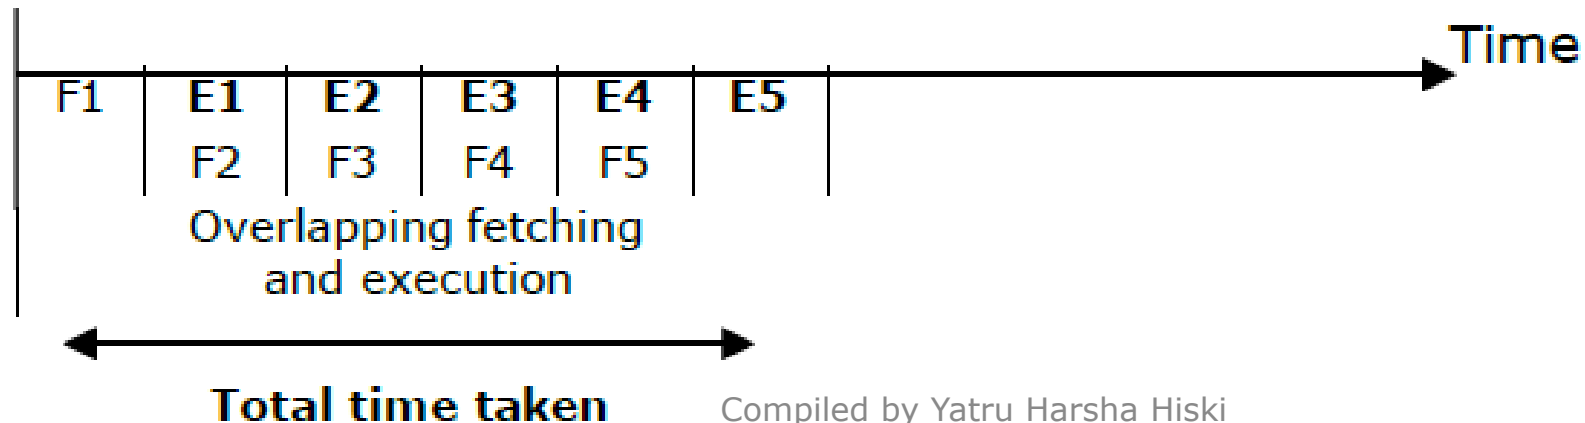 Time
F1 E1 E2 E3 E4 E5
F2 F3 F4 F5
Overlapping fetching
and execution
Total time taken
Compiled by Yatru Harsha Hiski